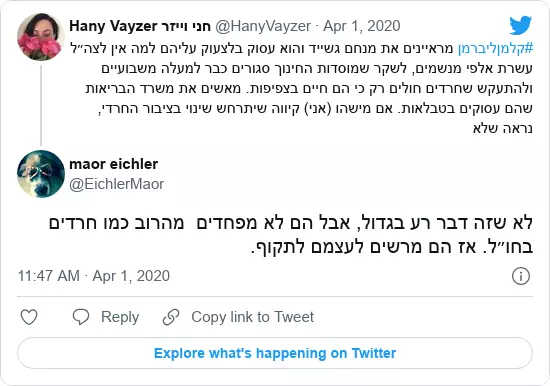 Hany Vayzer חני וייזר @HanyVayzer · Apr 1, 2020
#קלמןליברמן מראיינים את מנחם גשייד והוא עסוק בלצעוק עליהם למה אין לצה״ל
עשרת אלפי מנשמים, לשקר שמוסדות החינוך סגורים כבר למעלה משבועיים
ולהתעקש שחרדים חולים רק כי הם חיים בצפיפות. מאשים את משרד הבריאות
שהם עסוקים בטבלאות. אם מישהו (אני) קיווה שיתרחש שינוי בציבור החרדי,
נראה שלא
maor eichler
@EichlerMaor
לא שזה דבר רע בגדול, אבל הם לא מפחדים מהרוב כמו חרדים
בחו״ל. אז הם מרשים לעצמם לתקוף.
11:47 AM · Apr 1, 2020
Reply Copy link to Tweet
Explore what's happening on Twitter